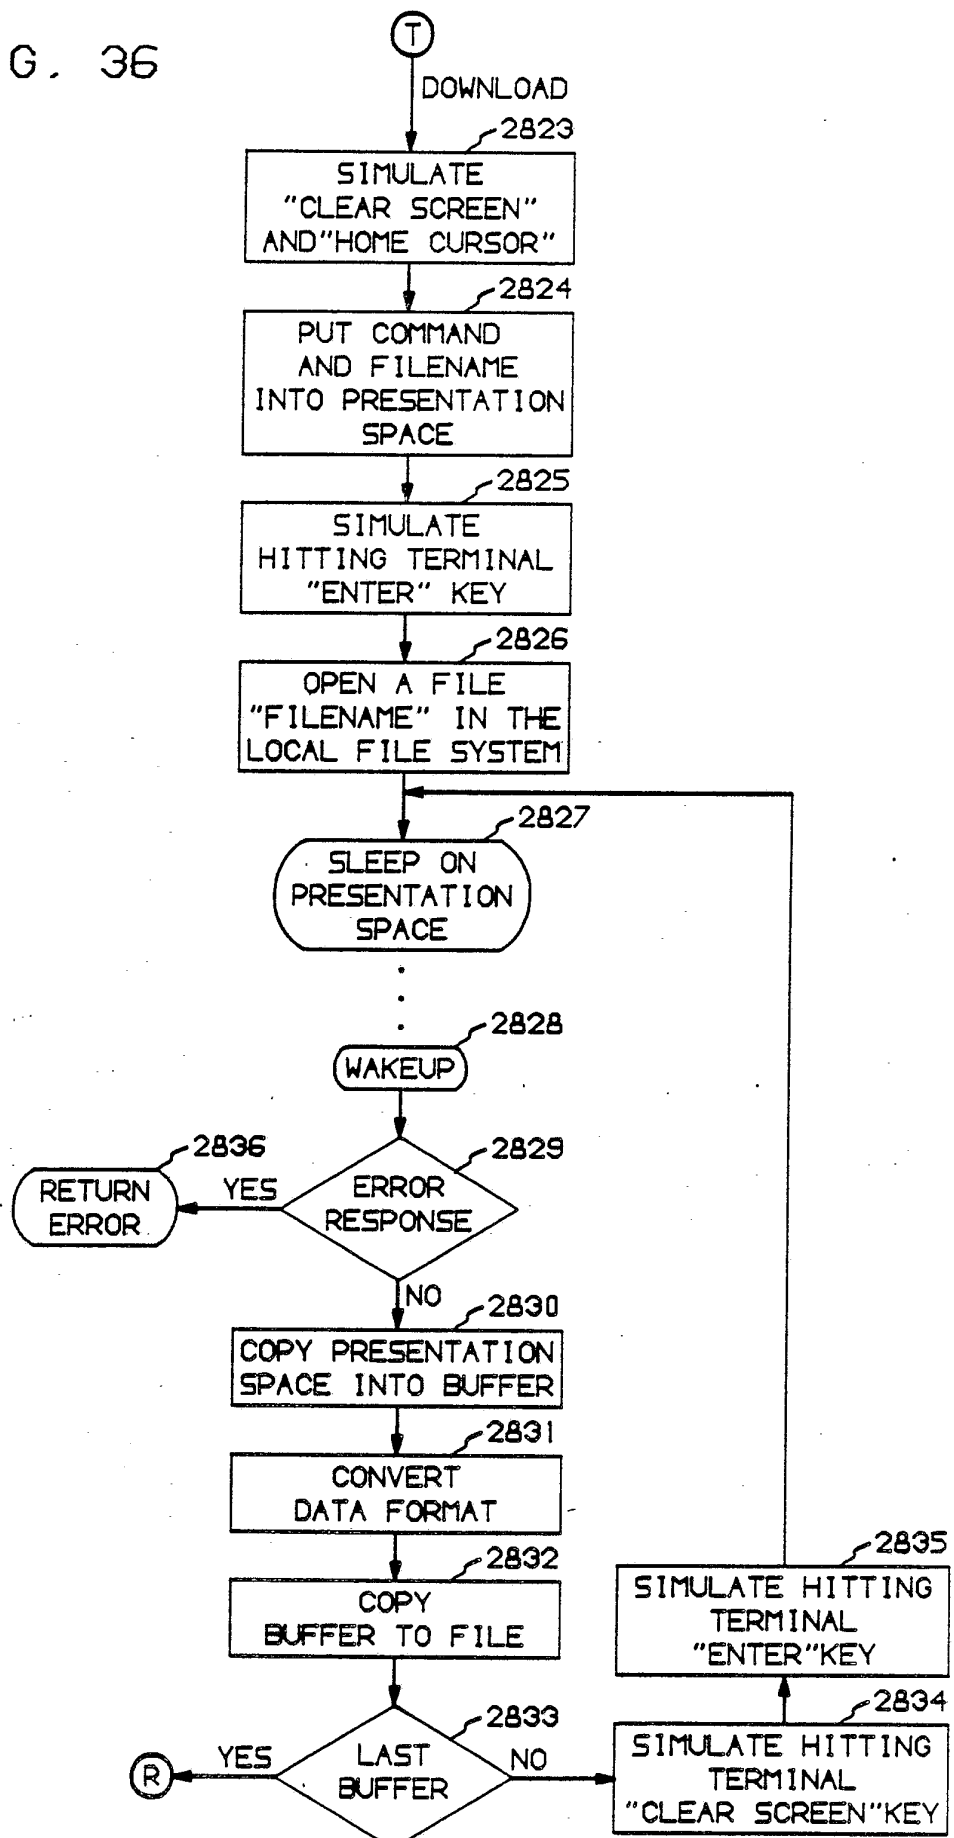 T
G. 36
DOWNLOAD
2823
SIMULATE
"CLEAR SCREEN"
AND"HOME CURSOR"
2824
PUT COMMAND
AND FILENAME
INTO PRESENTATION
SPACE
2825
SIMULATE
HITTING TERMINAL
"ENTER" KEY
2826
OPEN A FILE
"FILENAME" IN THE
LOCAL FILE SYSTEM
2827
SLEEP ON
PRESENTATION
SPACE
2828
WAKEUP
2829
ERROR
RESPONSE
YES
2836
RETURN
ERROR
NO
2830
COPY PRESENTATION
SPACE INTO BUFFER
2831
CONVERT
DATA FORMAT
2832
COPY
BUFFER TO FILE
2833
LAST
BUFFER
YES
R
NO
2834
SIMULATE HITTING
TERMINAL
"CLEAR SCREEN"KEY
2835
SIMULATE HITTING
TERMINAL
"ENTER"KEY